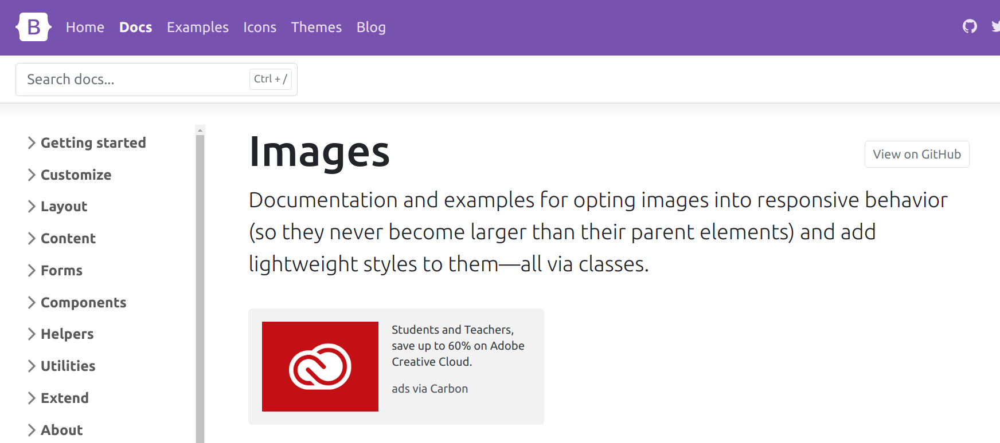 B Home Docs Examples Icons Themes Blog
Search docs... Ctrl + /
Getting started
Customize
Layout
Content
Forms
Components
Helpers
Utilities
Extend
About
Images
View on GitHub
Documentation and examples for opting images into responsive behavior
(so they never become larger than their parent elements) and add
lightweight styles to them—all via classes.
Students and Teachers,
save up to 60% on Adobe
Creative Cloud.
ads via Carbon